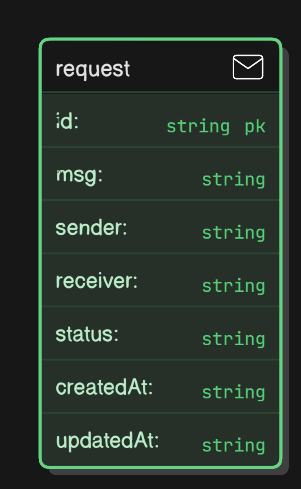 request
id: string pk
msg: string
sender: string
receiver: string
status: string
createdAt: string
updatedAt: string